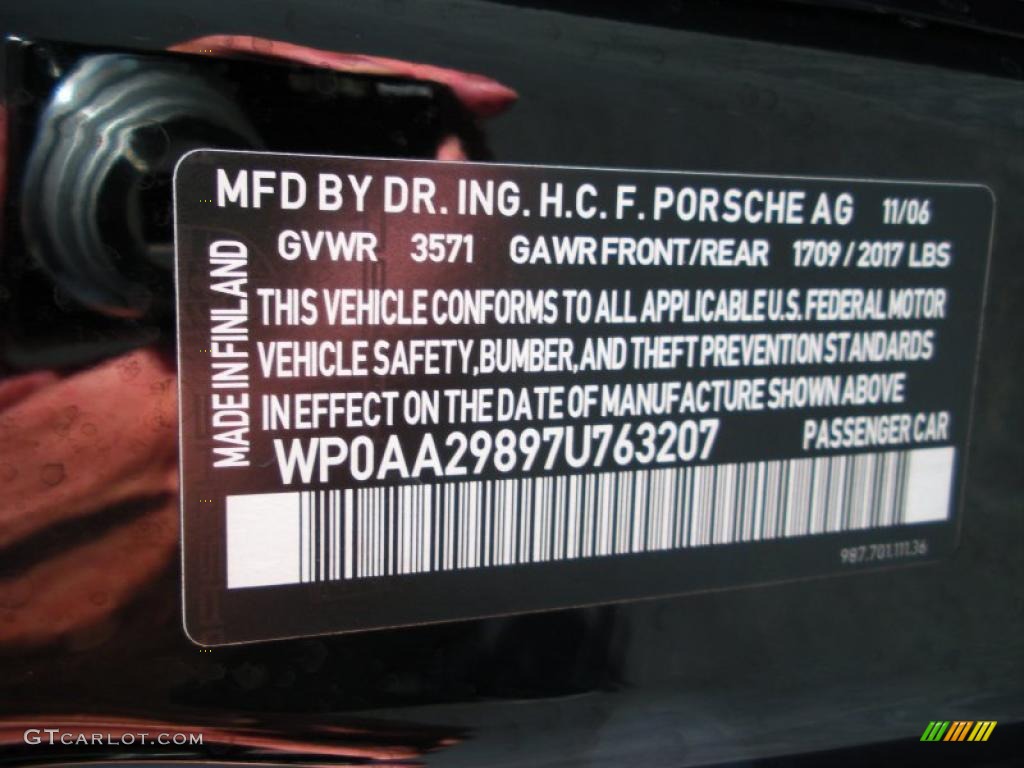 MFD BY DR. ING. H.C. F. PORSCHE AG 11/06
GVWR 3571 GAWR FRONT/REAR 1709 / 2017 LBS
MADE IN FINLAND
THIS VEHICLE CONFORMS TO ALL APPLICABLE U.S. FEDERAL MOTOR
VEHICLE SAFETY, BUMBER, AND THEFT PREVENTION STANDARDS
IN EFFECT ON THE DATE OF MANUFACTURE SHOWN ABOVE
WP0AA29897U763207 PASSENGER CAR
987.701.111.36
GTCARLOT.COM